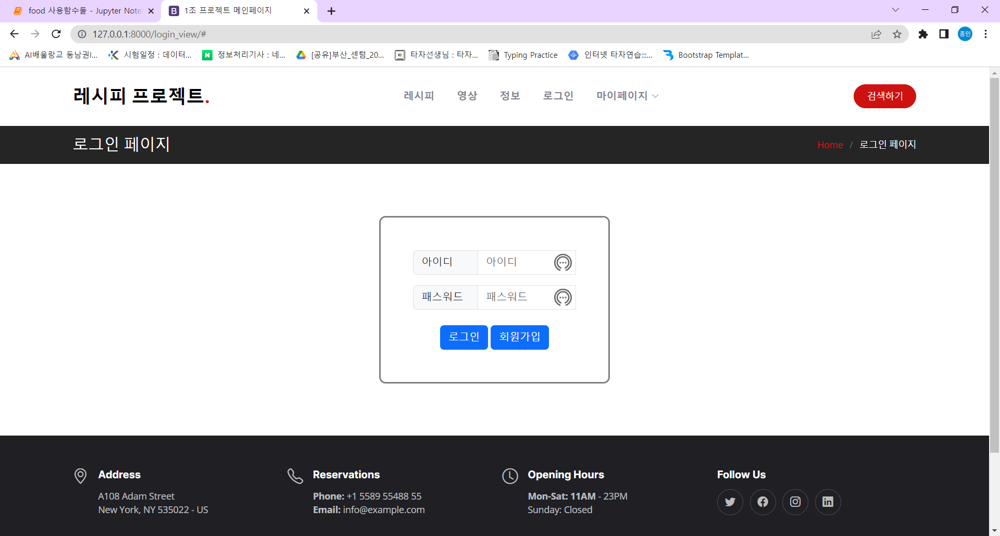 food 사용함수들 - Jupyter Note
1조 프로젝트 메인페이지
127.0.0.1:8000/login_view/#
종민
AI배울랑교 동남권I...
시험일정 : 데이터...
정보처리기사 : 네...
[공유]부산_센텀_20...
타자선생님 : 타자...
Typing Practice
인터넷 타자연습:::...
Bootstrap Templat...
레시피 프로젝트.
레시피 영상 정보 로그인 마이페이지
검색하기
로그인 페이지
Home / 로그인 페이지
아이디 아이디
패스워드 패스워드
로그인 회원가입
Address
A108 Adam Street
New York, NY 535022 - US
Reservations
Phone: +1 5589 55488 55
Email: info@example.com
Opening Hours
Mon-Sat: 11AM - 23PM
Sunday: Closed
Follow Us